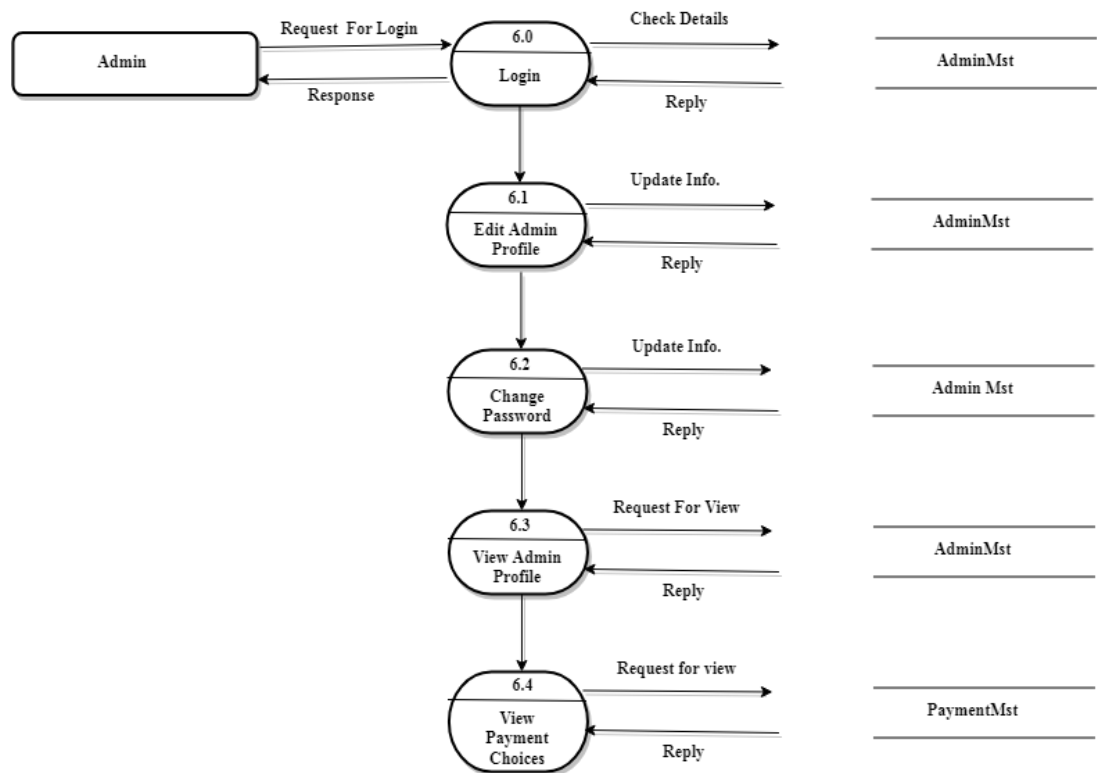 Admin
Request For Login
Response
6.0
Login
Check Details
Reply
AdminMst
6.1
Edit Admin
Profile
Update Info.
Reply
AdminMst
6.2
Change
Password
Update Info.
Reply
Admin Mst
6.3
View Admin
Profile
Request For View
Reply
AdminMst
6.4
View
Payment
Choices
Request for view
Reply
PaymentMst